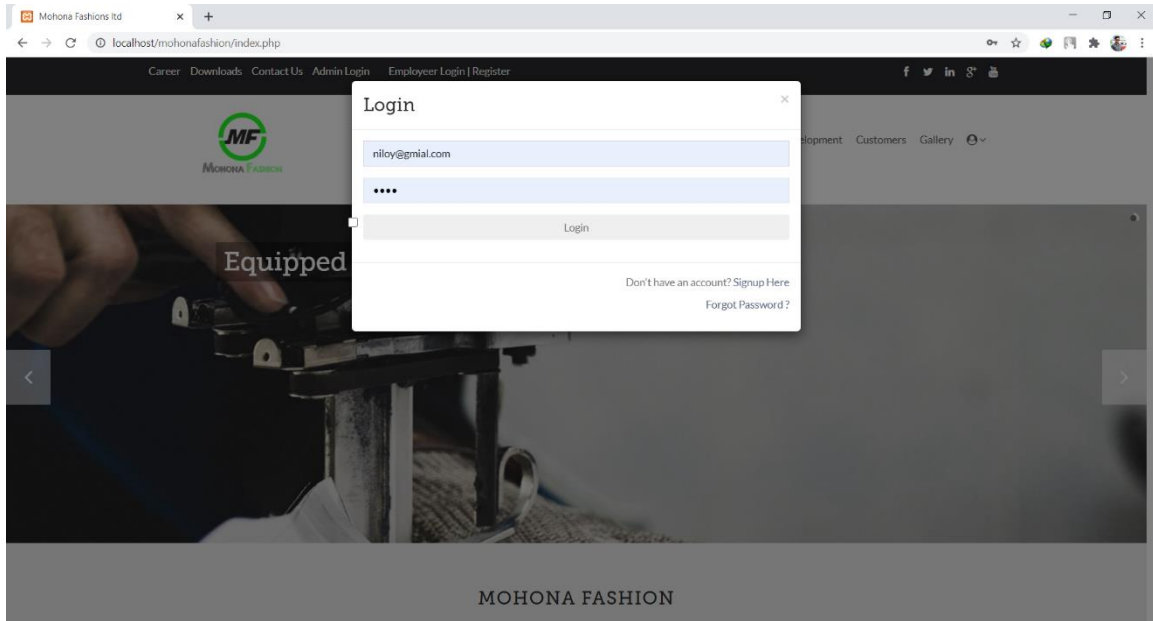 Mohona Fashions ltd
localhost/mohonafashion/index.php
Career Downloads Contact Us Admin Login Employeer Login | Register
Login
MF
MOHONA FASHION
elopment Customers Gallery
niloy@gmial.com
Login
Equipped
Don't have an account? Signup Here
Forgot Password ?
MOHONA FASHION